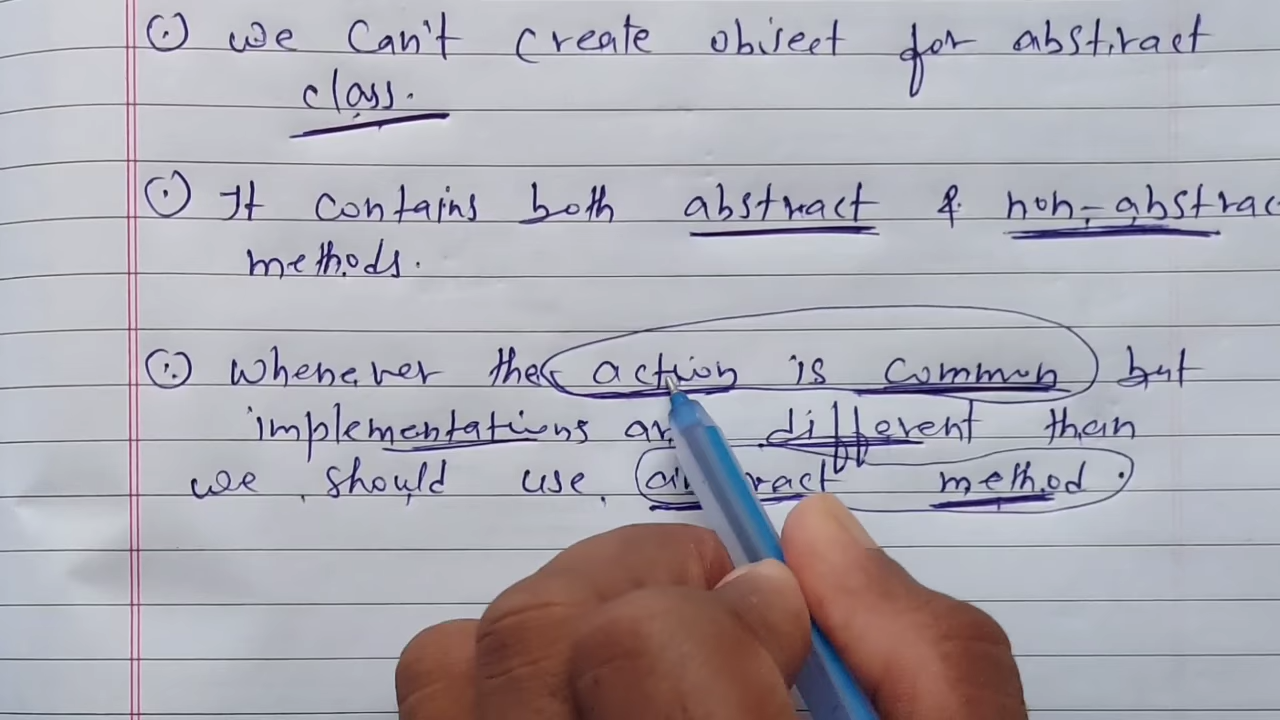 We can't create object for abstract
class.
It contains both abstract & non-abstrac
methods.
Whenever the action is common but
implementations are different than
we should use method.